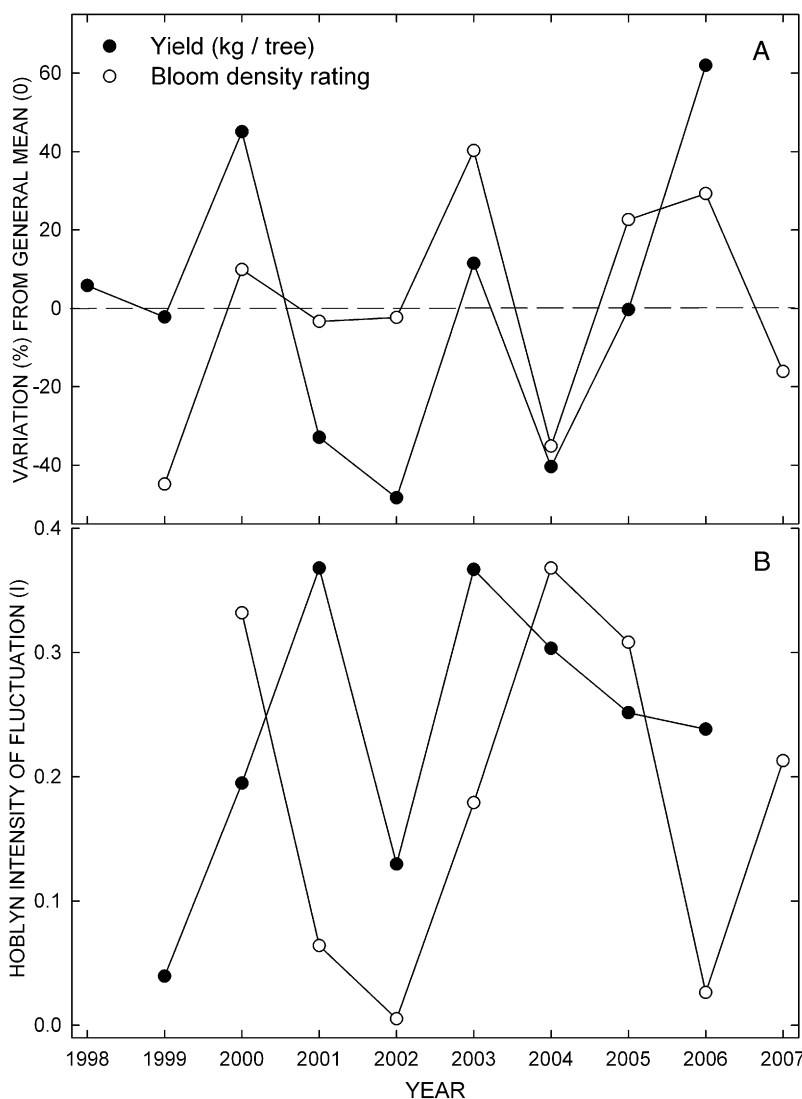 A
Yield (kg / tree)
Bloom density rating
VARIATION (%) FROM GENERAL MEAN (0)
60
40
20
0
-20
-40
B
HOBLYN INTENSITY OF FLUCTUATION (I)
0.4
0.3
0.2
0.1
0.0
1998 1999 2000 2001 2002 2003 2004 2005 2006 2007
YEAR